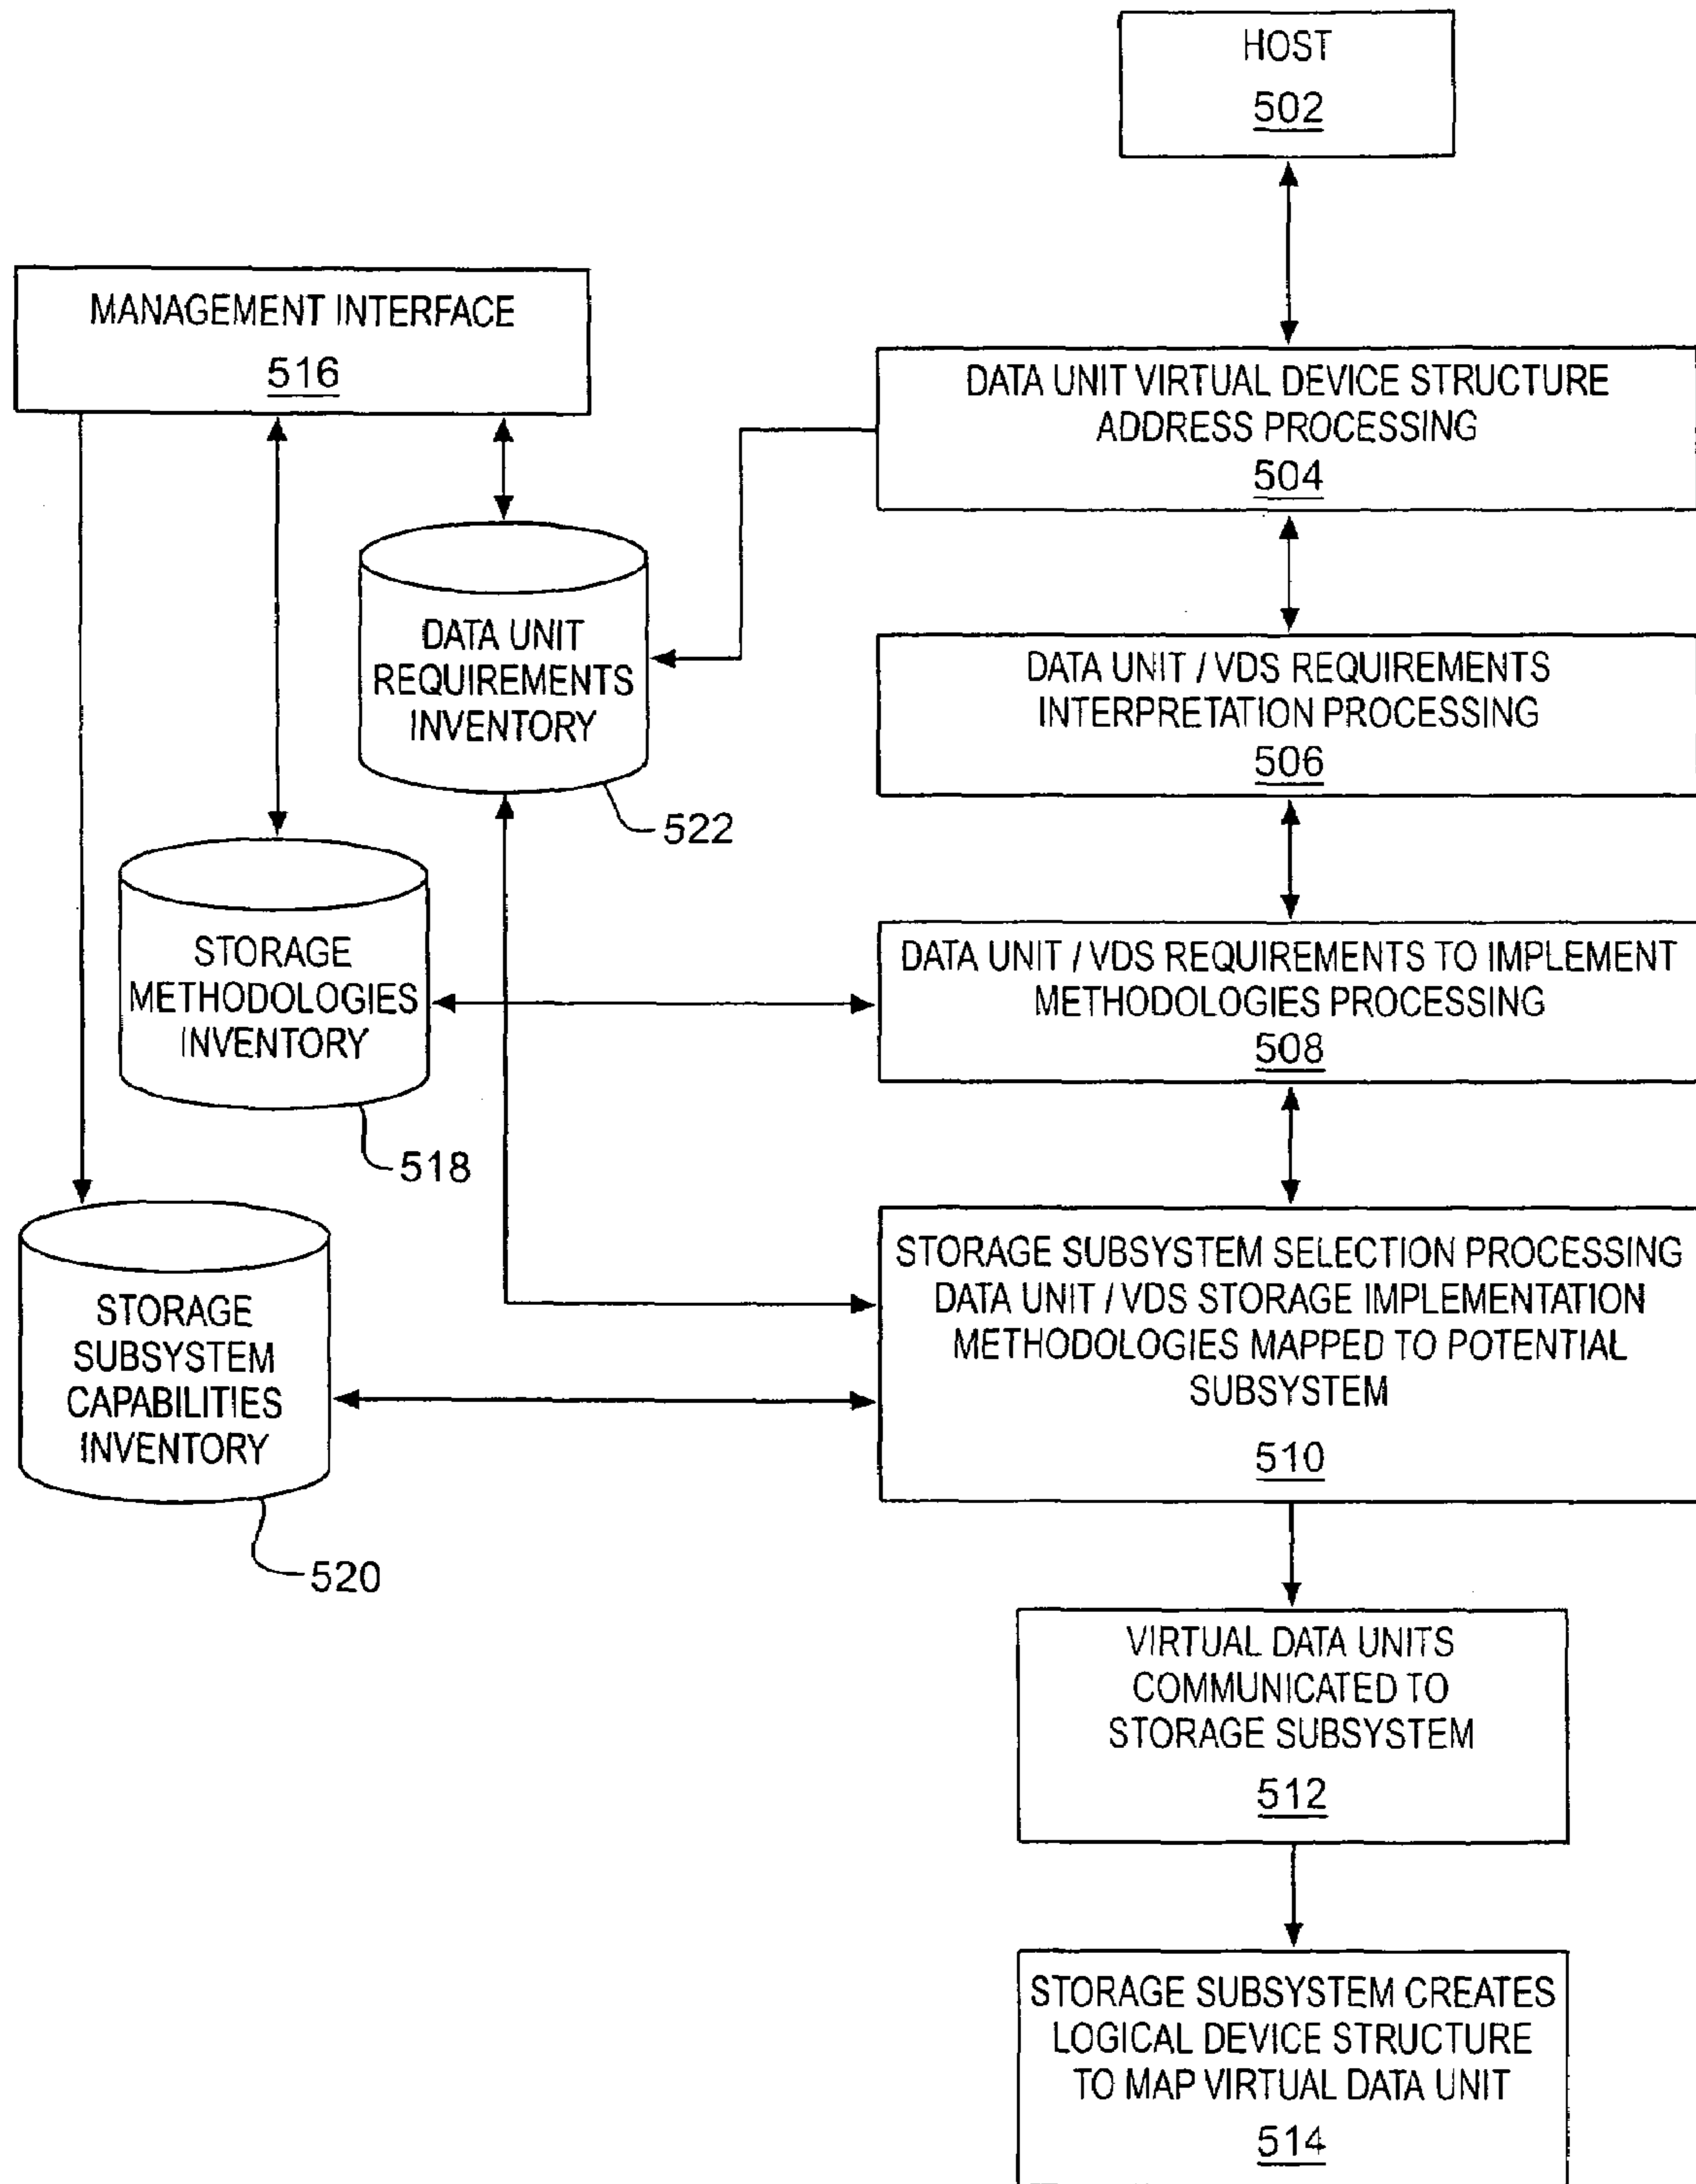 HOST
502
MANAGEMENT INTERFACE
516
DATA UNIT VIRTUAL DEVICE STRUCTURE
ADDRESS PROCESSING
504
DATA UNIT
REQUIREMENTS
INVENTORY
522
DATA UNIT / VDS REQUIREMENTS
INTERPRETATION PROCESSING
506
STORAGE
METHODOLOGIES
INVENTORY
518
DATA UNIT / VDS REQUIREMENTS TO IMPLEMENT
METHODOLOGIES PROCESSING
508
STORAGE
SUBSYSTEM
CAPABILITIES
INVENTORY
520
STORAGE SUBSYSTEM SELECTION PROCESSING
DATA UNIT / VDS STORAGE IMPLEMENTATION
METHODOLOGIES MAPPED TO POTENTIAL
SUBSYSTEM
510
VIRTUAL DATA UNITS
COMMUNICATED TO
STORAGE SUBSYSTEM
512
STORAGE SUBSYSTEM CREATES
LOGICAL DEVICE STRUCTURE
TO MAP VIRTUAL DATA UNIT
514